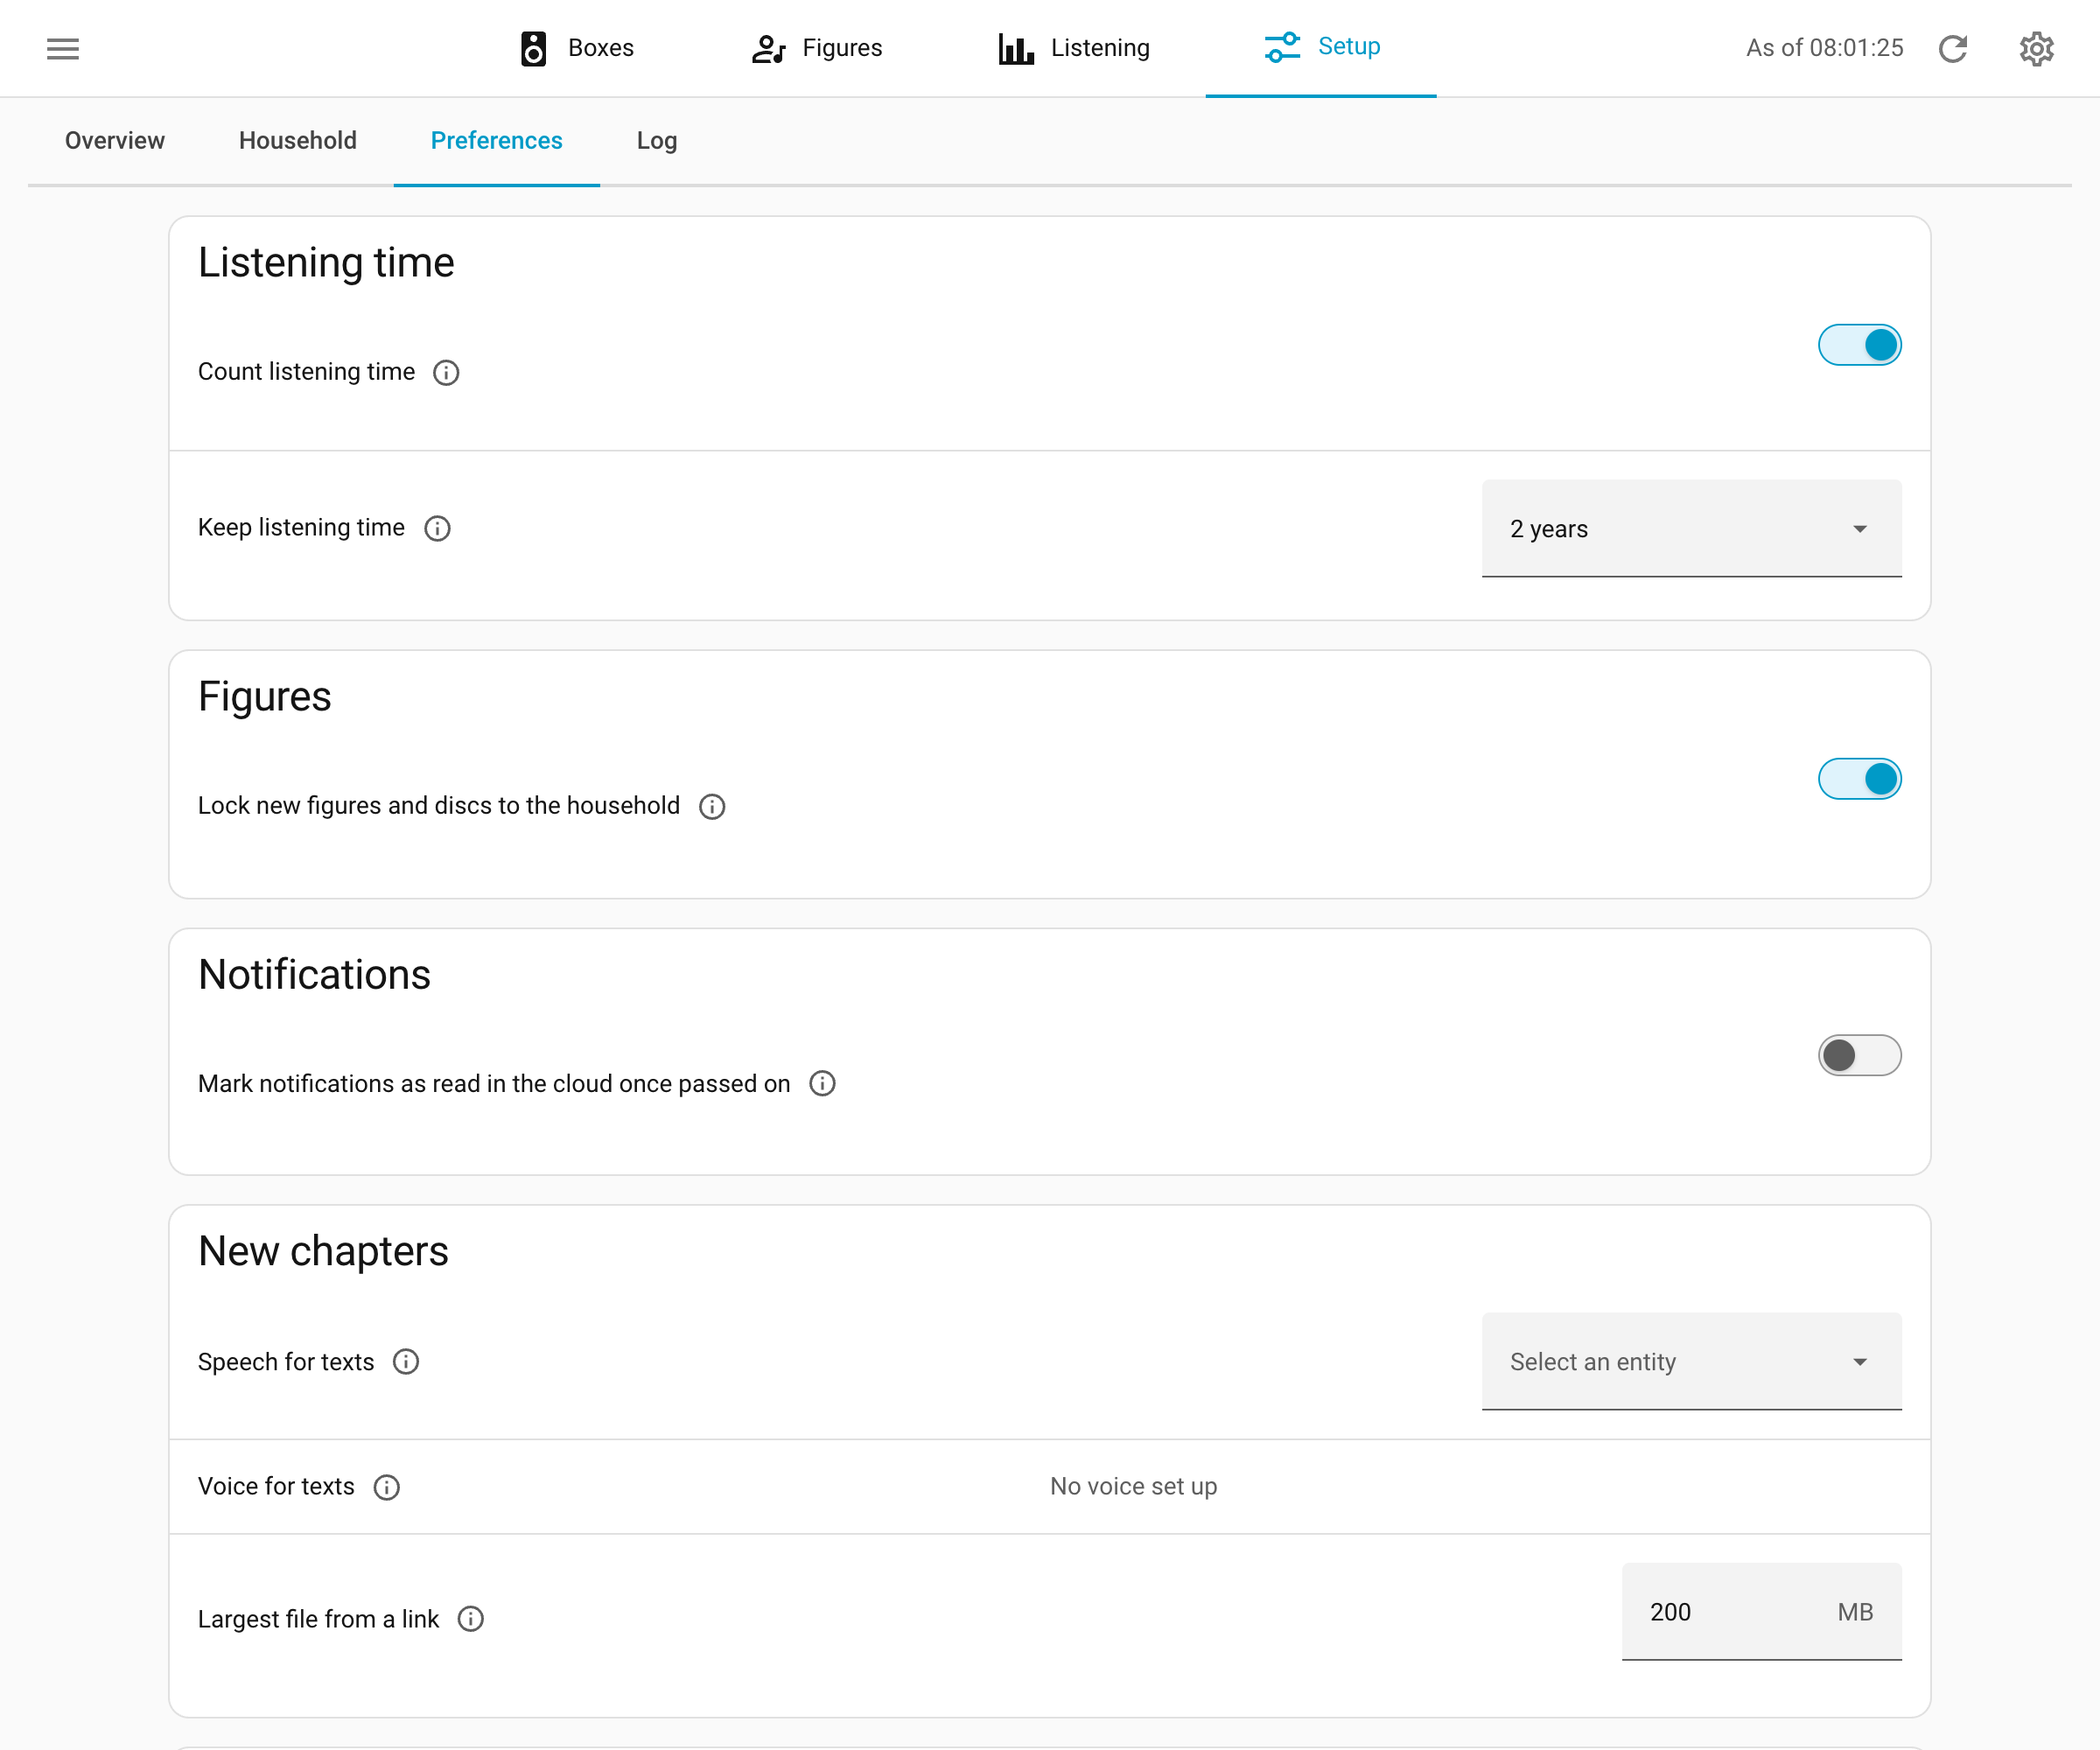 Boxes
Figures
Listening
Setup
As of 08:01:25
Overview
Household
Preferences
Log
Listening time
Count listening time
Keep listening time
2 years
Figures
Lock new figures and discs to the household
Notifications
Mark notifications as read in the cloud once passed on
New chapters
Speech for texts
Select an entity
Voice for texts
No voice set up
Largest file from a link
200 MB